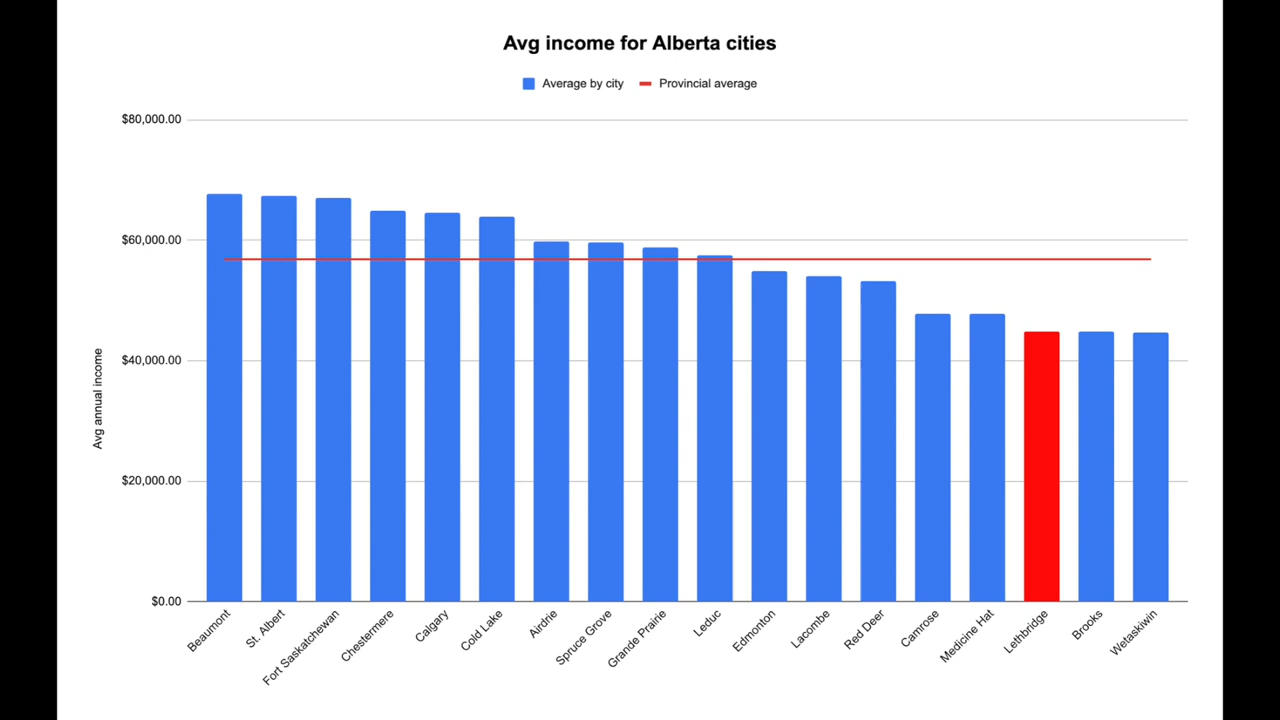 Avg income for Alberta cities
Average by city
Provincial average
$80,000.00
$60,000.00
$40,000.00
$20,000.00
$0.00
Avg annual income
Beaumont
St. Albert
Fort Saskatchewan
Chestermere
Calgary
Cold Lake
Airdrie
Spruce Grove
Grande Prairie
Leduc
Edmonton
Lacombe
Red Deer
Camrose
Medicine Hat
Lethbridge
Brooks
Wetaskiwin